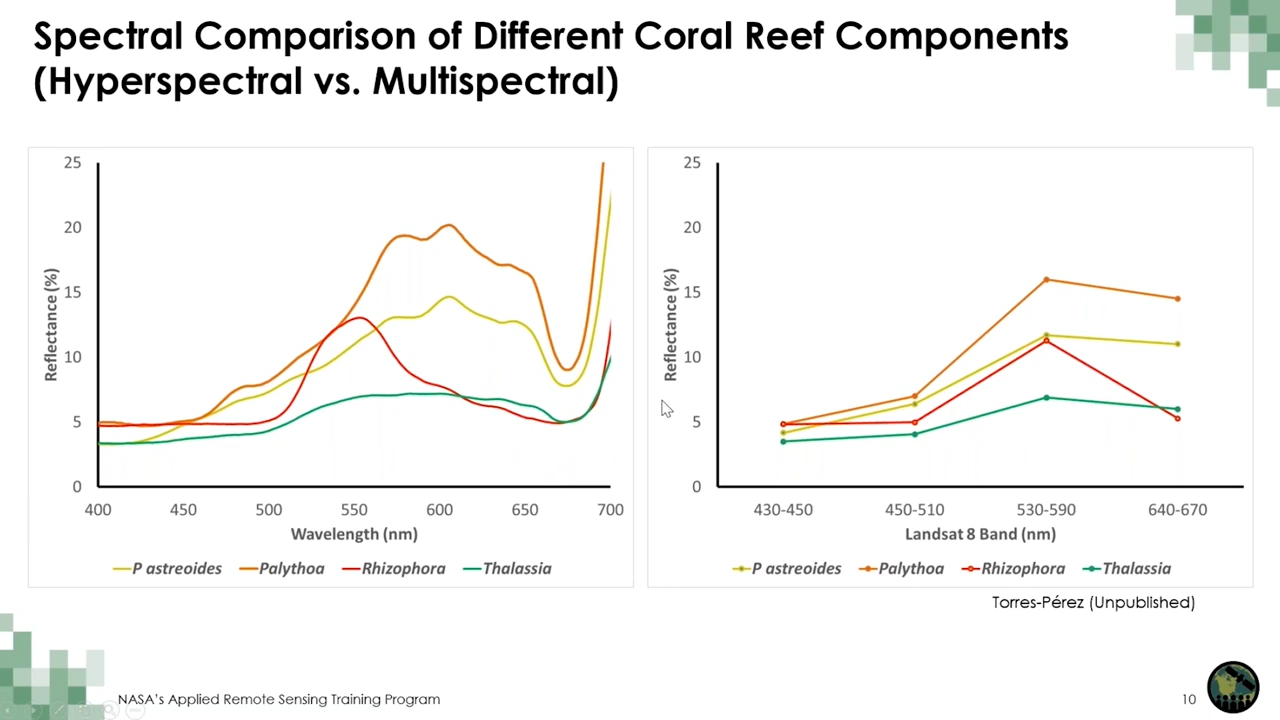 Spectral Comparison of Different Coral Reef Components
(Hyperspectral vs. Multispectral)
25
20
15
10
5
0
Reflectance (%)
400 450 500 550 600 650 700
Wavelength (nm)
P astreoides Palythoa Rhizophora Thalassia
25
20
15
10
5
0
Reflectance (%)
430-450 450-510 530-590 640-670
Landsat 8 Band (nm)
P astreoides Palythoa Rhizophora Thalassia
Torres-Pérez (Unpublished)
NASA's Applied Remote Sensing Training Program
10